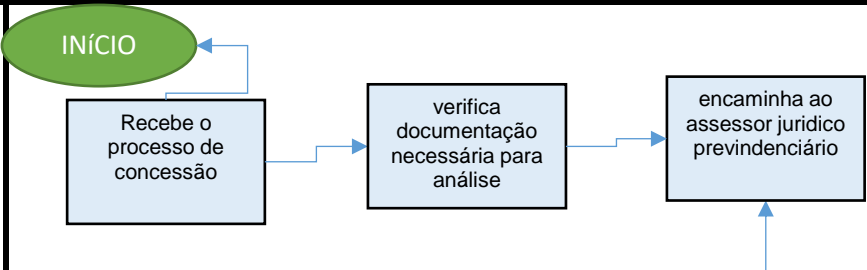 INíCIO
Recebe o
processo de
concessão
verifica
documentação
necessária para
análise
encaminha ao
assessor juridico
previndenciário